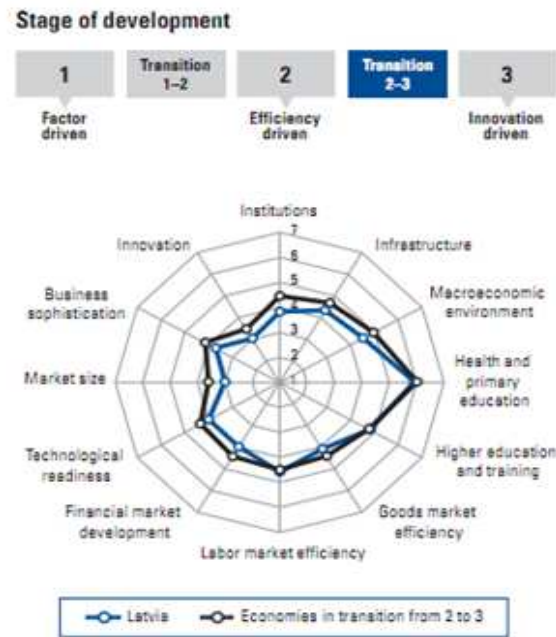 Stage of development
1
Transition
1–2
2
Transition
2–3
3
Factor
driven
Efficiency
driven
Innovation
driven
Institutions
7
6
5
4
3
2
1
Infrastructure
Macroeconomic
environment
Health and
primary
education
Higher education
and training
Goods market
efficiency
Labor market efficiency
Financial market
development
Technological
readiness
Market size
Business
sophistication
Innovation
Latvia
Economies in transition from 2 to 3